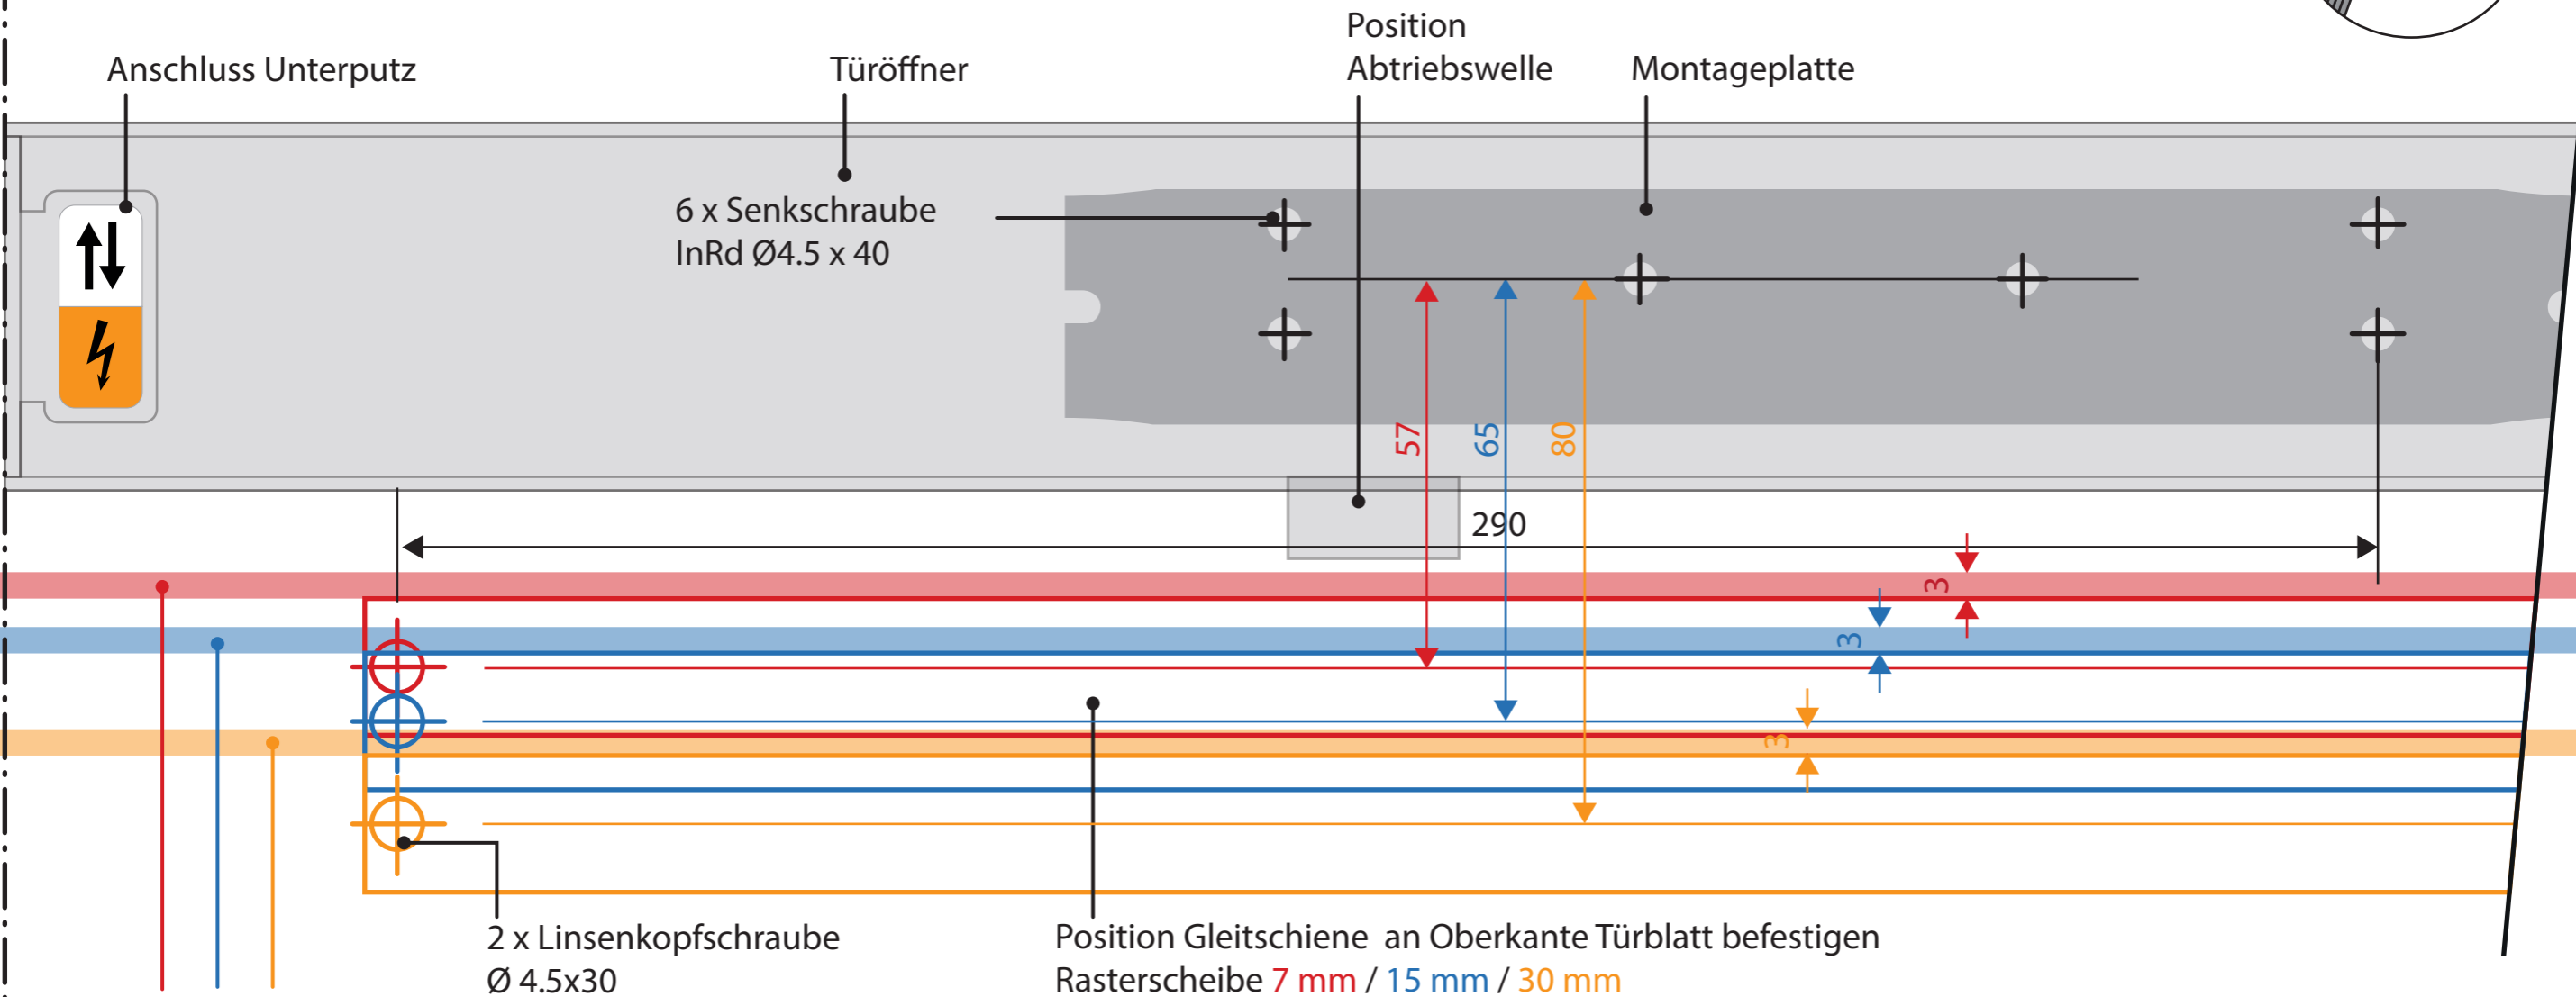 Position
Abtriebswelle
Anschluss Unterputz
Türöffner
Montageplatte
6 x Senkschraube
InRd Ø4.5 x 40
57
65
80
290
3
3
3
2 x Linsenkopfschraube
Ø 4.5x30
Position Gleitschiene an Oberkante Türblatt befestigen
Rasterscheibe 7 mm / 15 mm / 30 mm